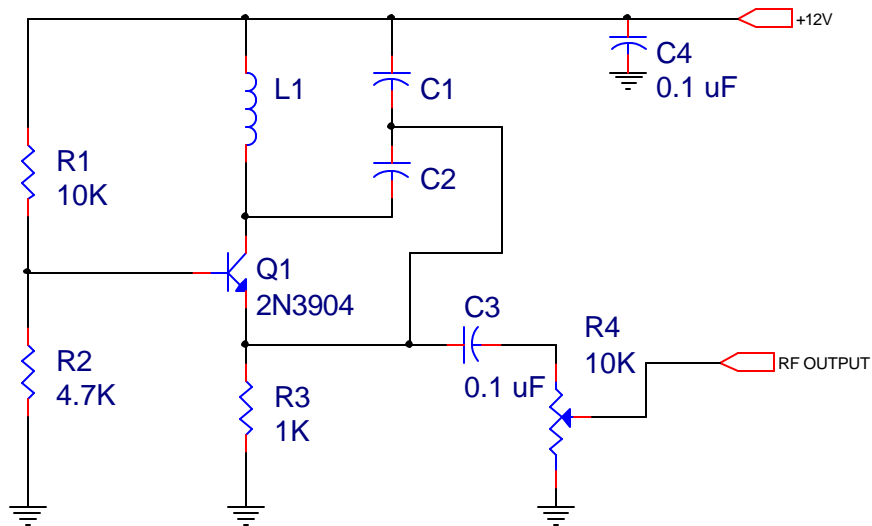 +12V
C4
0.1 uF
L1
C1
C2
R1
10K
Q1
2N3904
C3
0.1 uF
R4
10K
RF OUTPUT
R2
4.7K
R3
1K